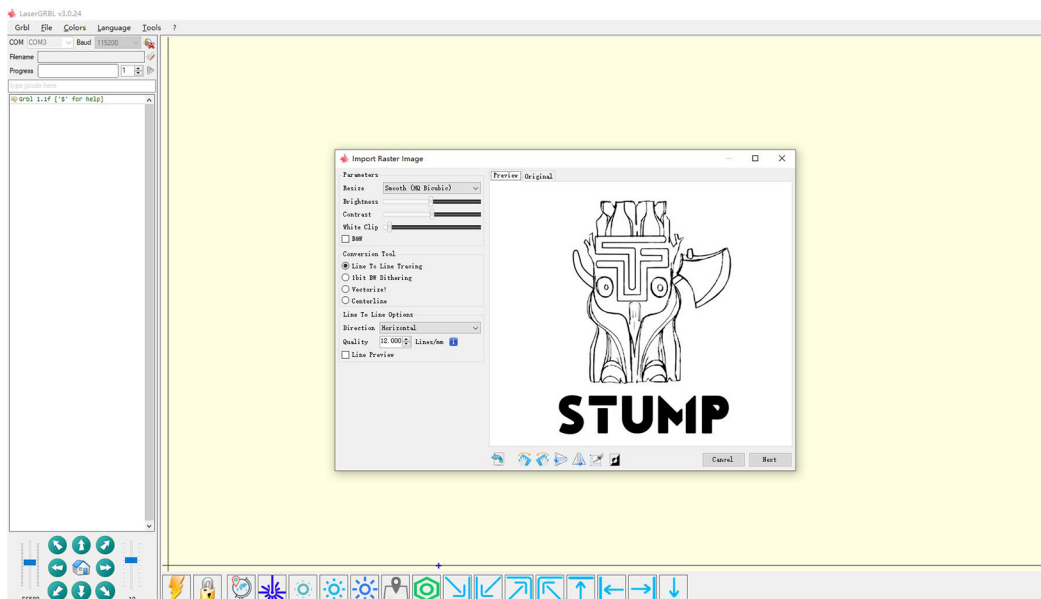 LaserGRBL v3.0.24
Grbl File Colors Language Tools ?
COM COM3 Baud 115200
Filename
Progress 1
type gcode here
Grbl 1.1f ['$' for help]
Import Raster Image
Parameters
Resize Smooth (HQ Bicubic)
Brightness
Contrast
White Clip
B&W
Conversion Tool
Line To Line Tracing
1bit BW Dithering
Vectorize!
Centerline
Line To Line Options
Direction Horizontal
Quality 12.000 Lines/mm
Line Preview
Preview Original
STUMP
Cancel Next